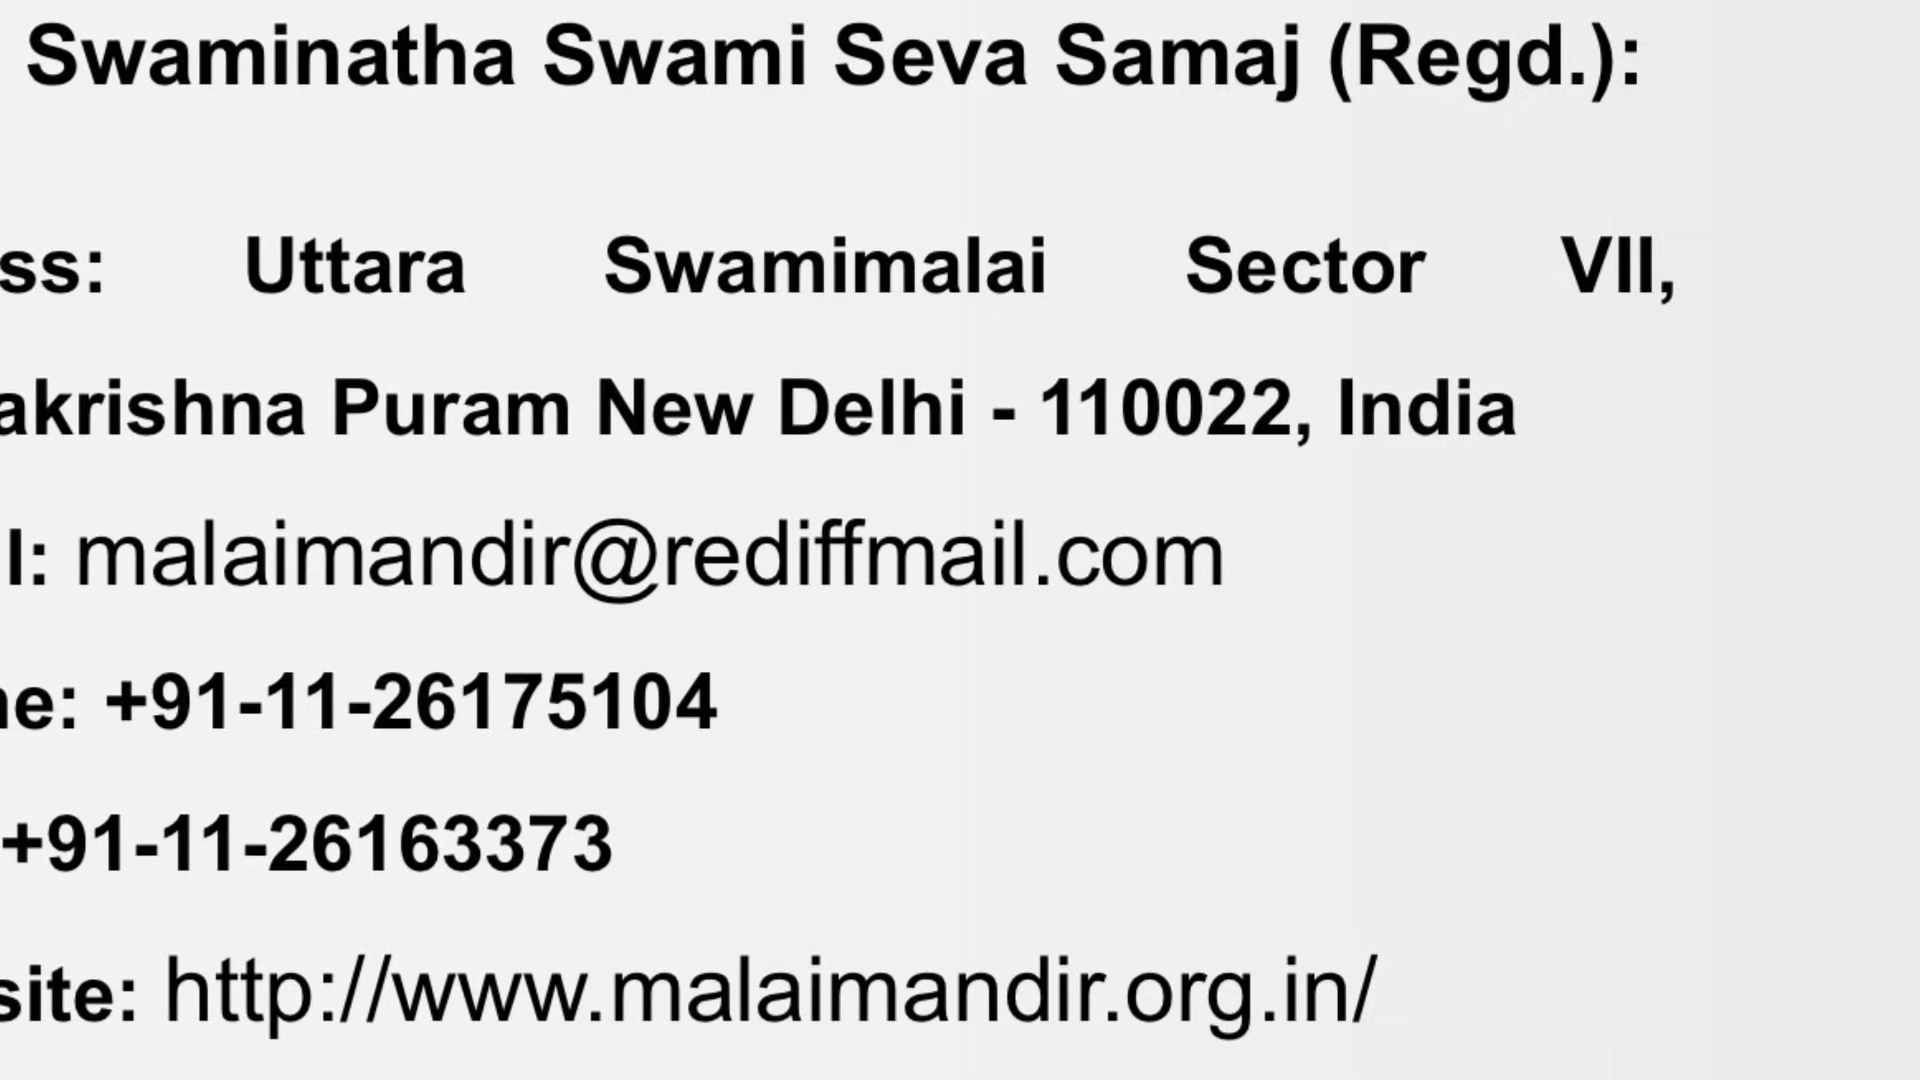 Swaminatha Swami Seva Samaj (Regd.):
ss: Uttara Swamimalai Sector VII,
akrishna Puram New Delhi - 110022, India
l: malaimandir@rediffmail.com
ne: +91-11-26175104
+91-11-26163373
site: http://www.malaimandir.org.in/